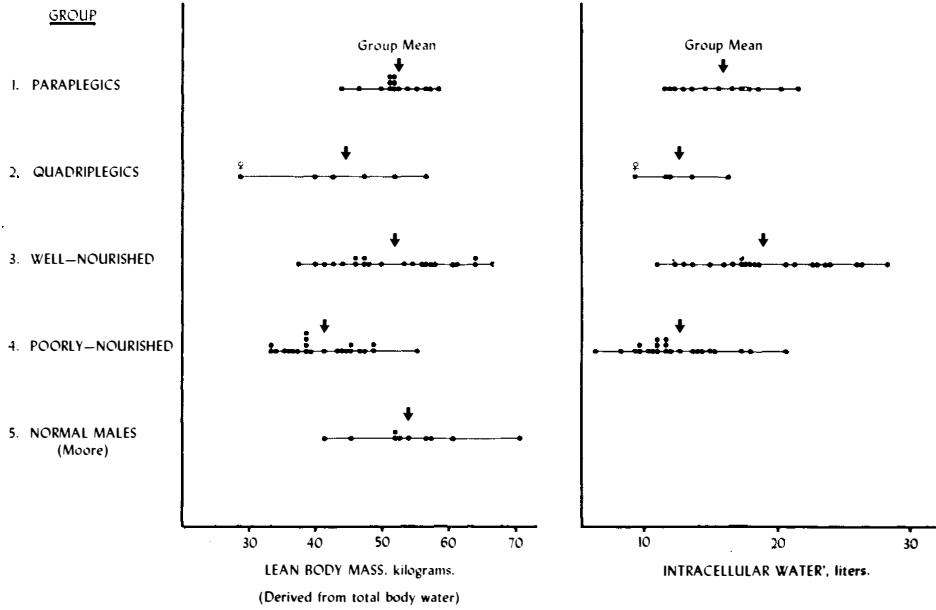 GROUP
Group Mean
Group Mean
1. PARAPLEGICS
♀
♀
2. QUADRIPLEGICS
3. WELL—NOURISHED
4. POORLY—NOURISHED
5. NORMAL MALES
(Moore)
30 40 50 60 70
10 20 30
LEAN BODY MASS. kilograms.
INTRACELLULAR WATER', liters.
(Derived from total body water)